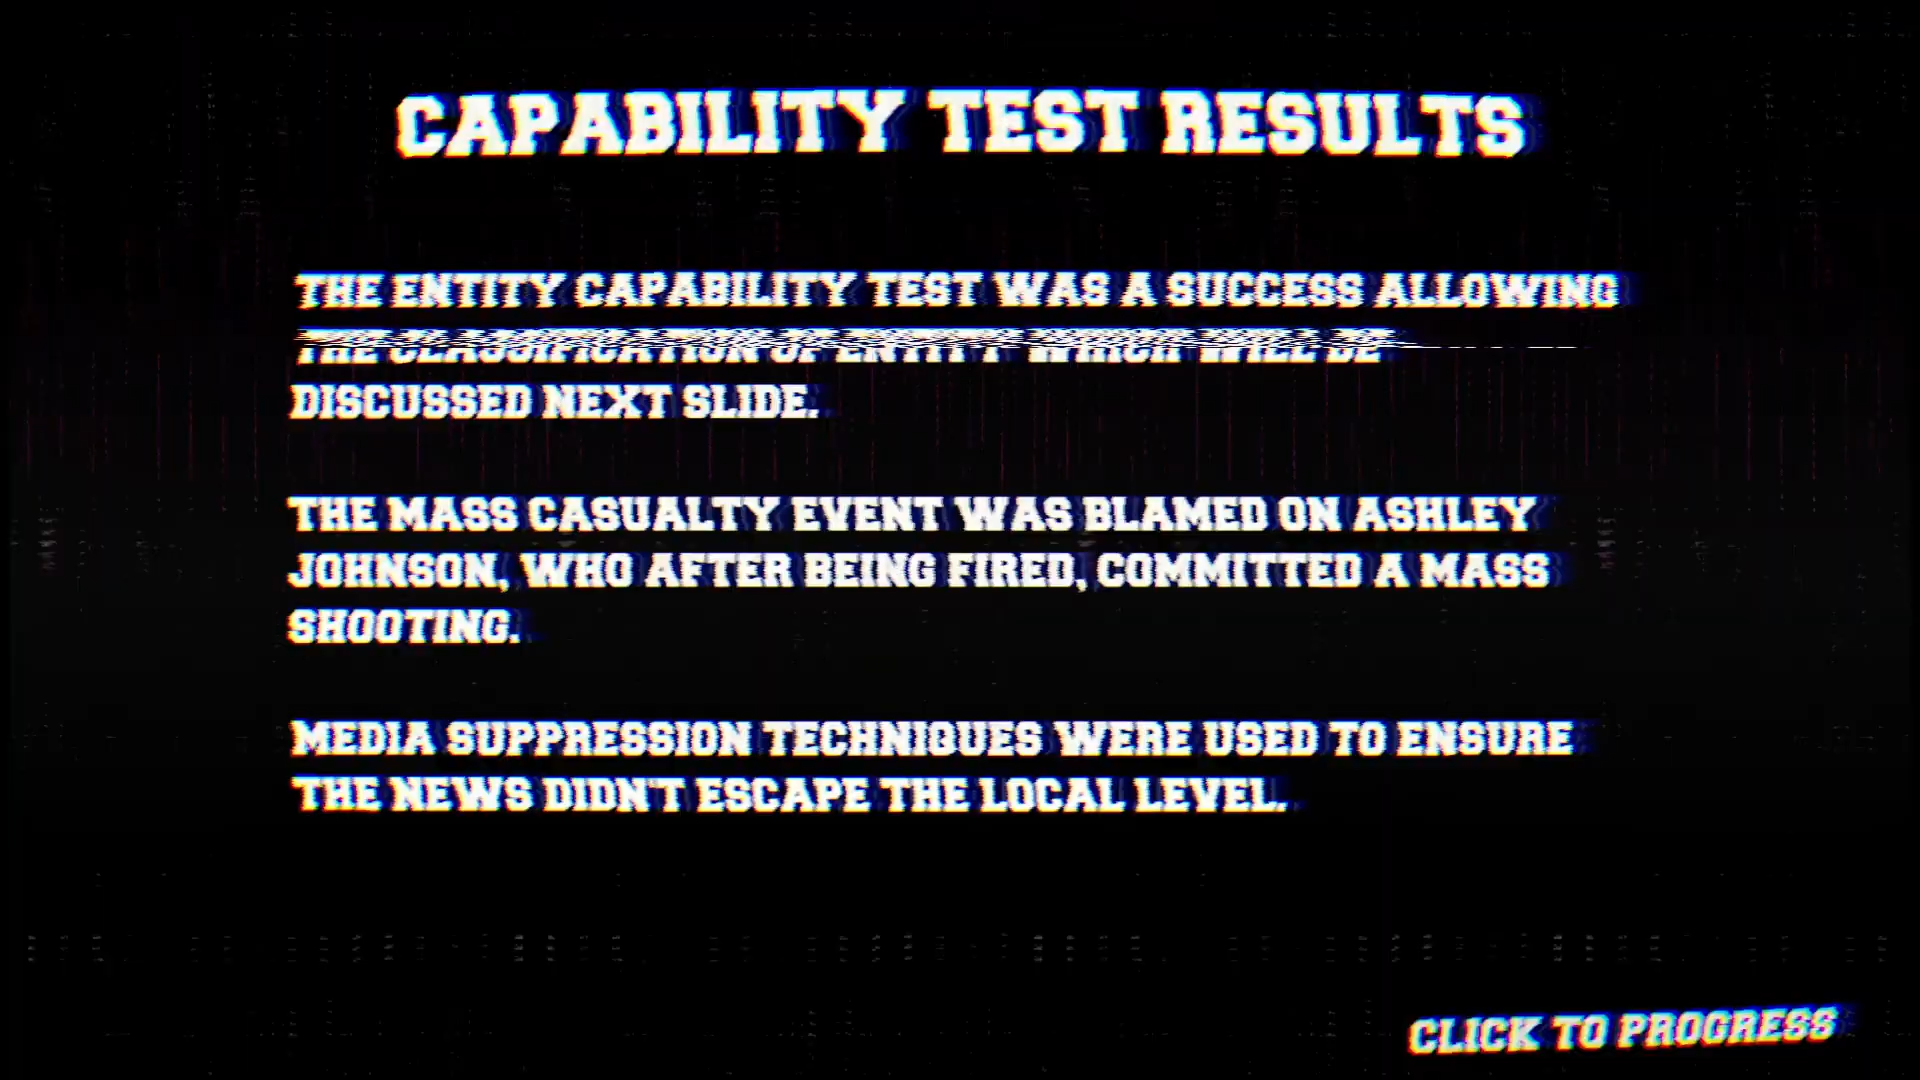 CAPABILITY TEST RESULTS
THE ENTITY CAPABILITY TEST WAS A SUCCESS ALLOWING
THE CLASSIFICATION OF ENTITY WHICH WILL BE
DISCUSSED NEXT SLIDE.
THE MASS CASUALTY EVENT WAS BLAMED ON ASHLEY
JOHNSON, WHO AFTER BEING FIRED, COMMITTED A MASS
SHOOTING.
MEDIA SUPPRESSION TECHNIQUES WERE USED TO ENSURE
THE NEWS DIDN'T ESCAPE THE LOCAL LEVEL.
CLICK TO PROGRESS